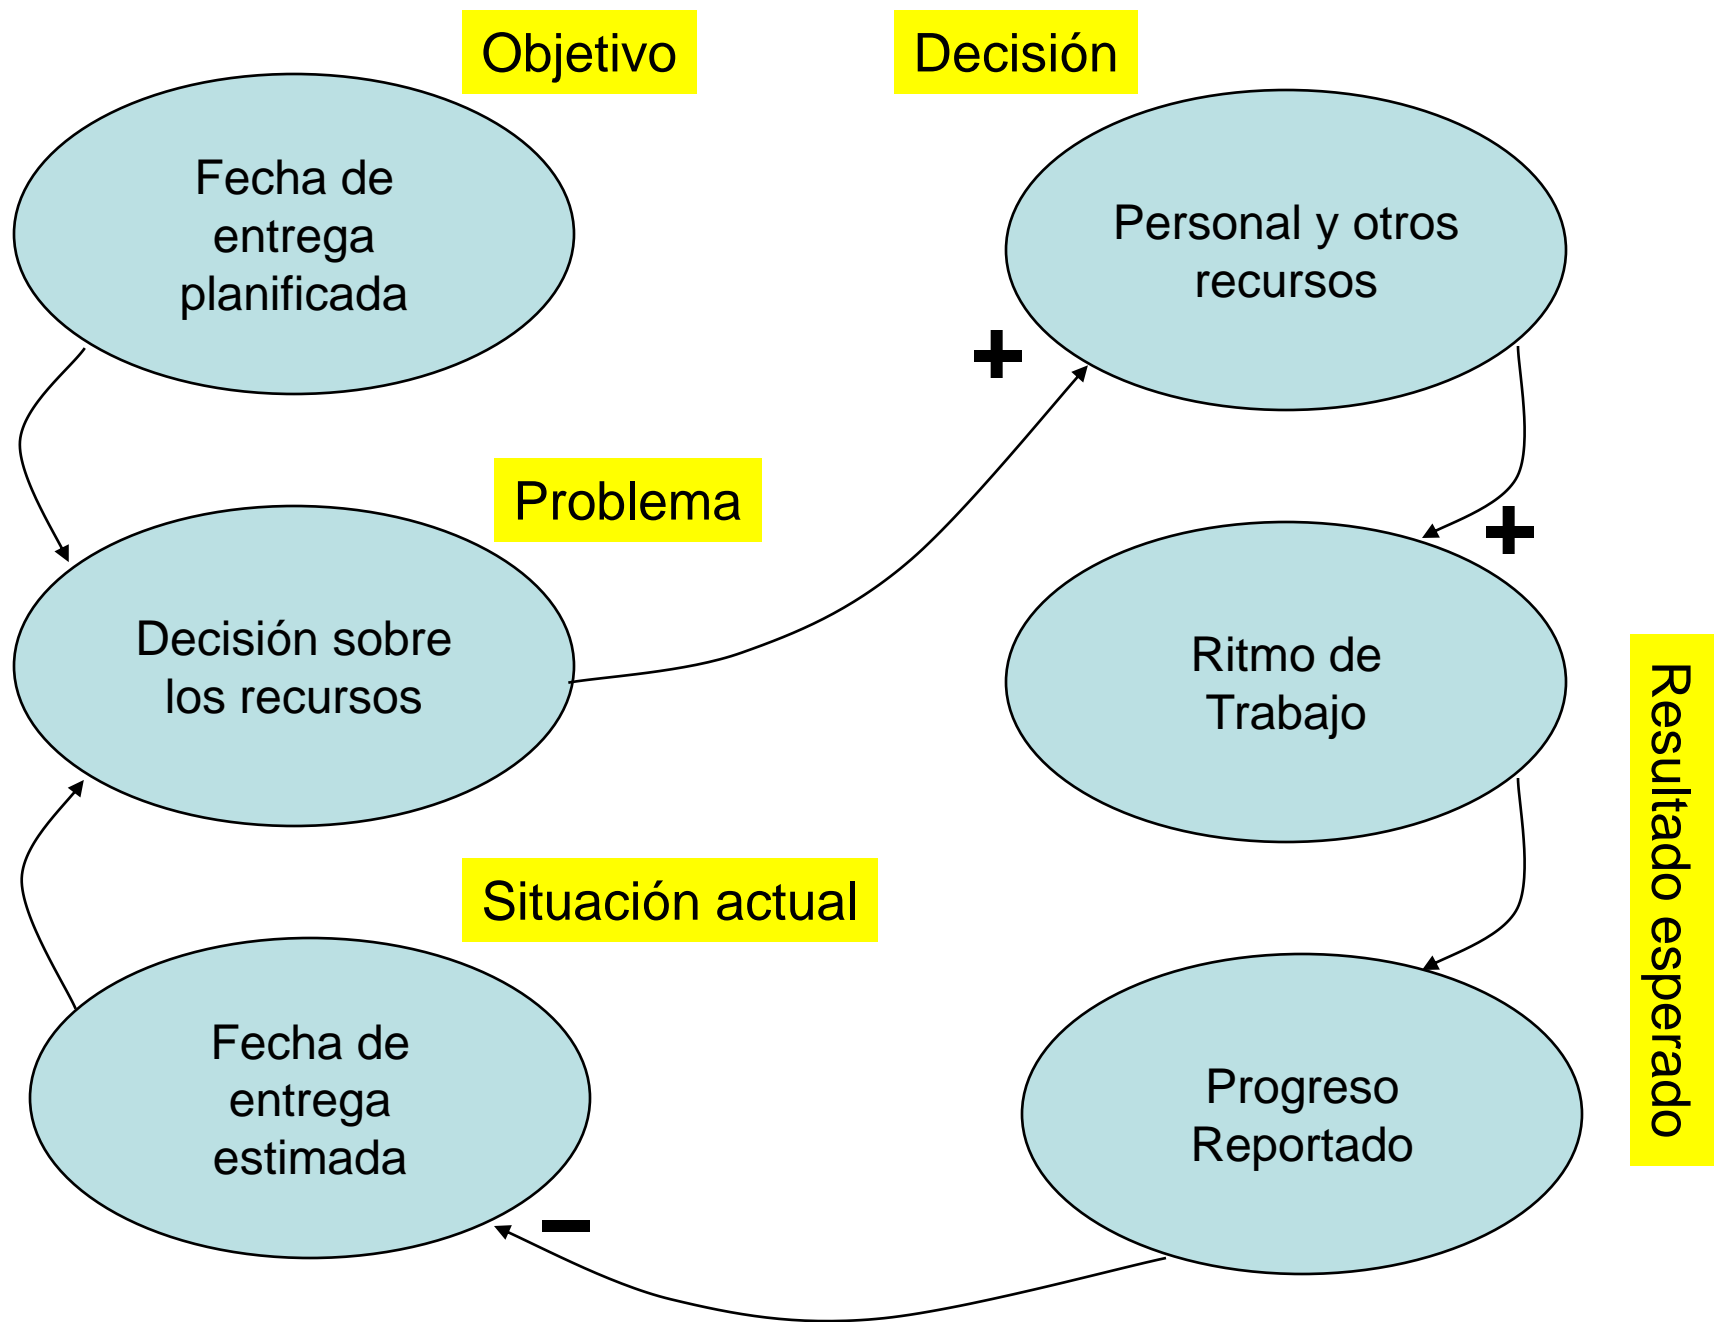 Objetivo
Decisión
Fecha de
entrega
planificada
Personal y otros
recursos
+
Problema
+
Decisión sobre
los recursos
Ritmo de
Trabajo
Resultado esperado
Situación actual
Fecha de
entrega
estimada
Progreso
Reportado
–